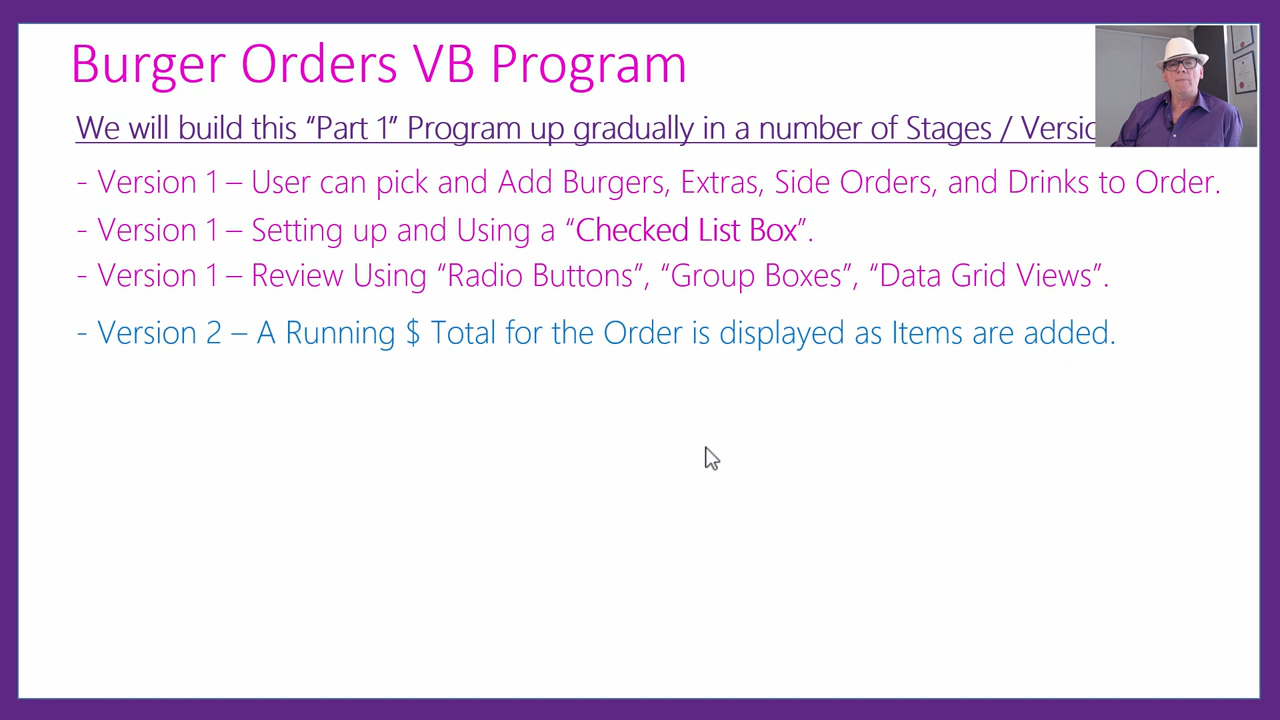 Burger Orders VB Program
We will build this “Part 1” Program up gradually in a number of Stages /
- Version 1 – User can pick and Add Burgers, Extras, Side Orders, and Drinks to Order.
- Version 1 – Setting up and Using a “Checked List Box”.
- Version 1 – Review Using “Radio Buttons”, “Group Boxes”, “Data Grid Views”.
- Version 2 – A Running $ Total for the Order is displayed as Items are added.